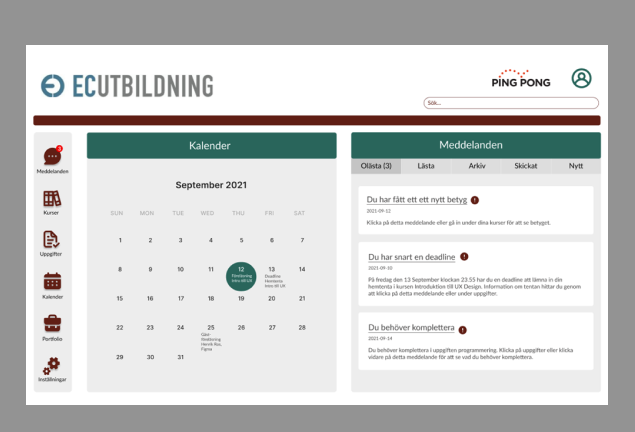 ECUTBILDNING
PING PONG
Sök...
3
Meddelanden
Kurser
Uppgifter
Kalender
Portfolio
Inställningar
Kalender
September 2021
SUN MON TUE WED THU FRI SAT
1 2 3 4 5 6 7
8 9 10 11 12 13 14
Föreläsning
Intro till UX
Deadline
Hemtenta
Intro till UX
15 16 17 18 19 20 21
22 23 24 25 26 27 28
Gäst-
föreläsning
Henrik Rex,
Figma
29 30 31
Meddelanden
Olästa (3) Lästa Arkiv Skickat Nytt
Du har fått ett ett nytt betyg
2021-09-12
Klicka på detta meddelande eller gå in under dina kurser för att se betyget.
Du har snart en deadline
2021-09-10
På fredag den 13 September klockan 23.55 har du en deadline att lämna in din
hemtenta i kursen Introduktion till UX Design. Information om tentan hittar du genom
att klicka på detta meddelande eller under uppgifter.
Du behöver komplettera
2021-09-14
Du behöver komplettera i uppgiften programmering. Klicka på uppgifter eller klicka
vidare på detta meddelande för att se vad du behöver komplettera.